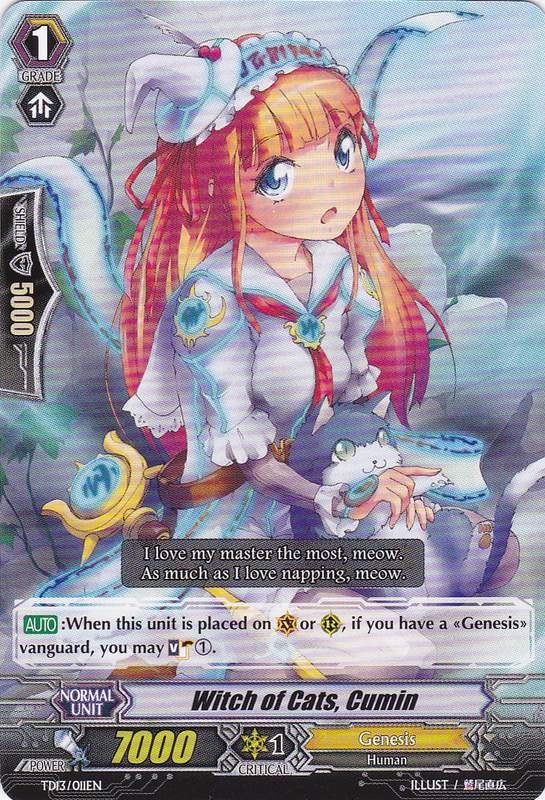 1
GRADE
SHIELD
5000
I love my master the most, meow.
As much as I love napping, meow.
AUTO :When this unit is placed on V or R, if you have a «Genesis»
vanguard, you may ①.
NORMAL
UNIT
Witch of Cats, Cumin
POWER
7000
1
CRITICAL
Genesis
Human
TD13/011EN
ILLUST / 鷲尾直広